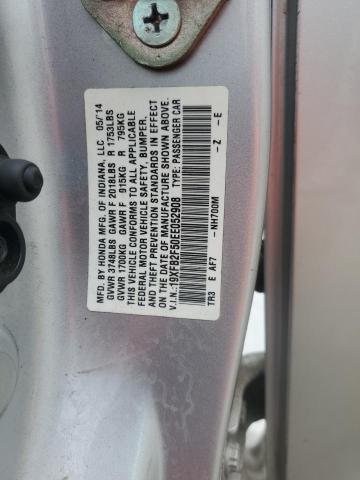 MFD. BY HONDA MFG. OF INDIANA, LLC 05/'14
GVWR 3748LBS GAWR F 2018LBS R 1753LBS
GVWR 1700KG GAWR F 915KG R 795KG
THIS VEHICLE CONFORMS TO ALL APPLICABLE
FEDERAL MOTOR VEHICLE SAFETY, BUMPER,
AND THEFT PREVENTION STANDARDS IN EFFECT
ON THE DATE OF MANUFACTURE SHOWN ABOVE.
V.I.N.:19XFB2F50EE052908 TYPE: PASSENGER CAR
TR3 E AF7 -NH700M -Z -E